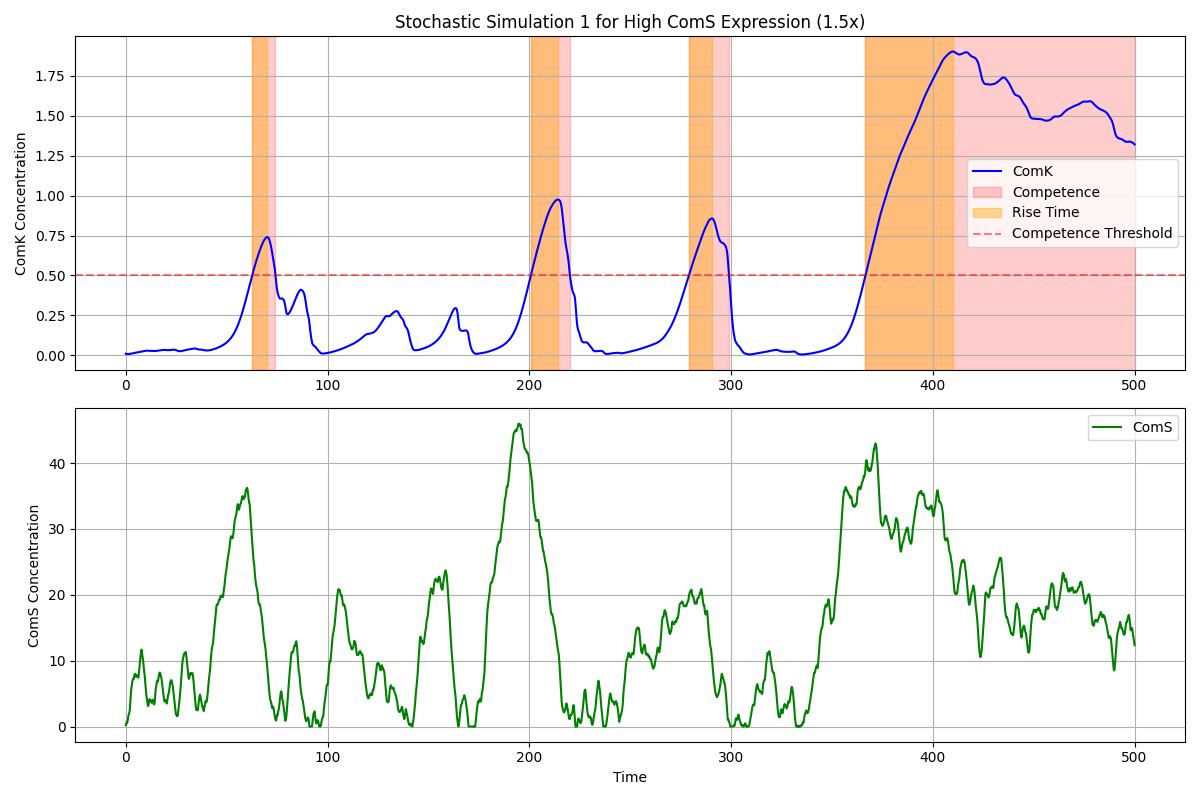 Stochastic Simulation 1 for High ComS Expression (1.5x)
ComK Concentration
1.75
1.50
1.25
1.00
0.75
0.50
0.25
0.00
ComK
Competence
Rise Time
Competence Threshold
0 100 200 300 400 500
ComS Concentration
40
30
20
10
0
ComS
0 100 200 300 400 500
Time